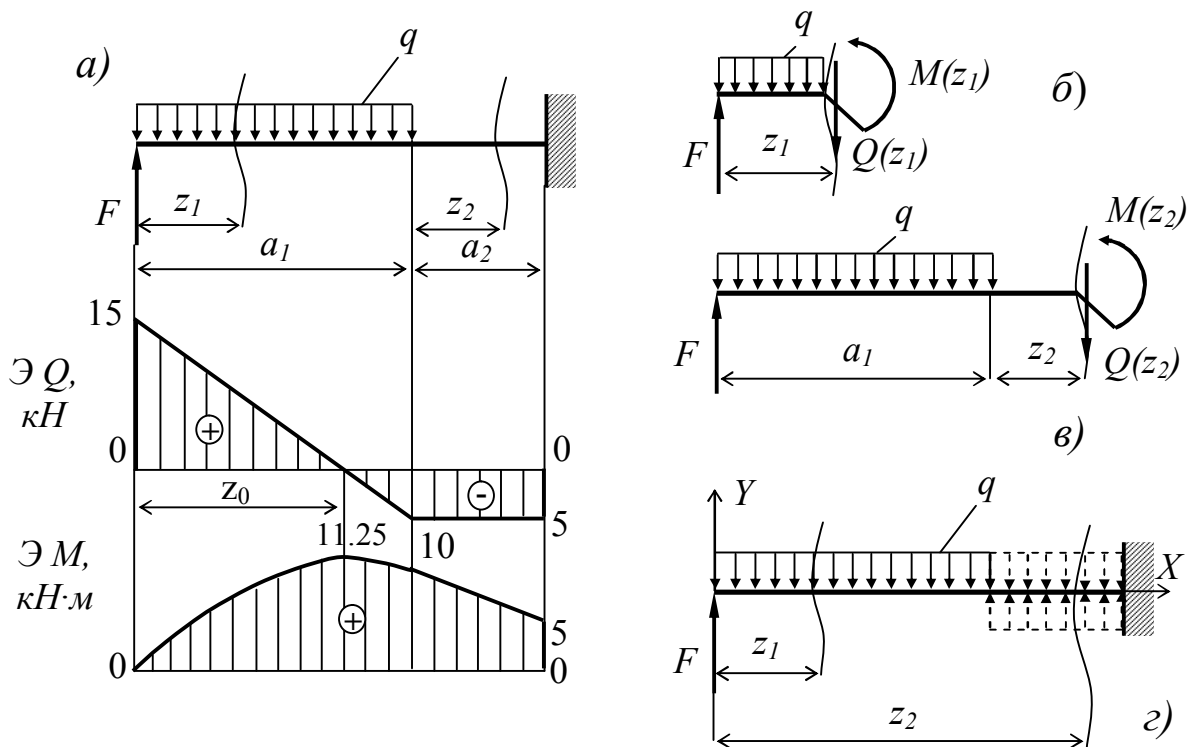 а)
q
F
z1
z2
a1
a2
15
Э Q,
кН
0
+
0
z0
-
5
11.25
10
Э М,
кН·м
+
5
0
0
q
M(z1)
б)
F
z1
Q(z1)
M(z2)
q
F
a1
z2
Q(z2)
в)
Y
q
X
F
z1
z2
г)